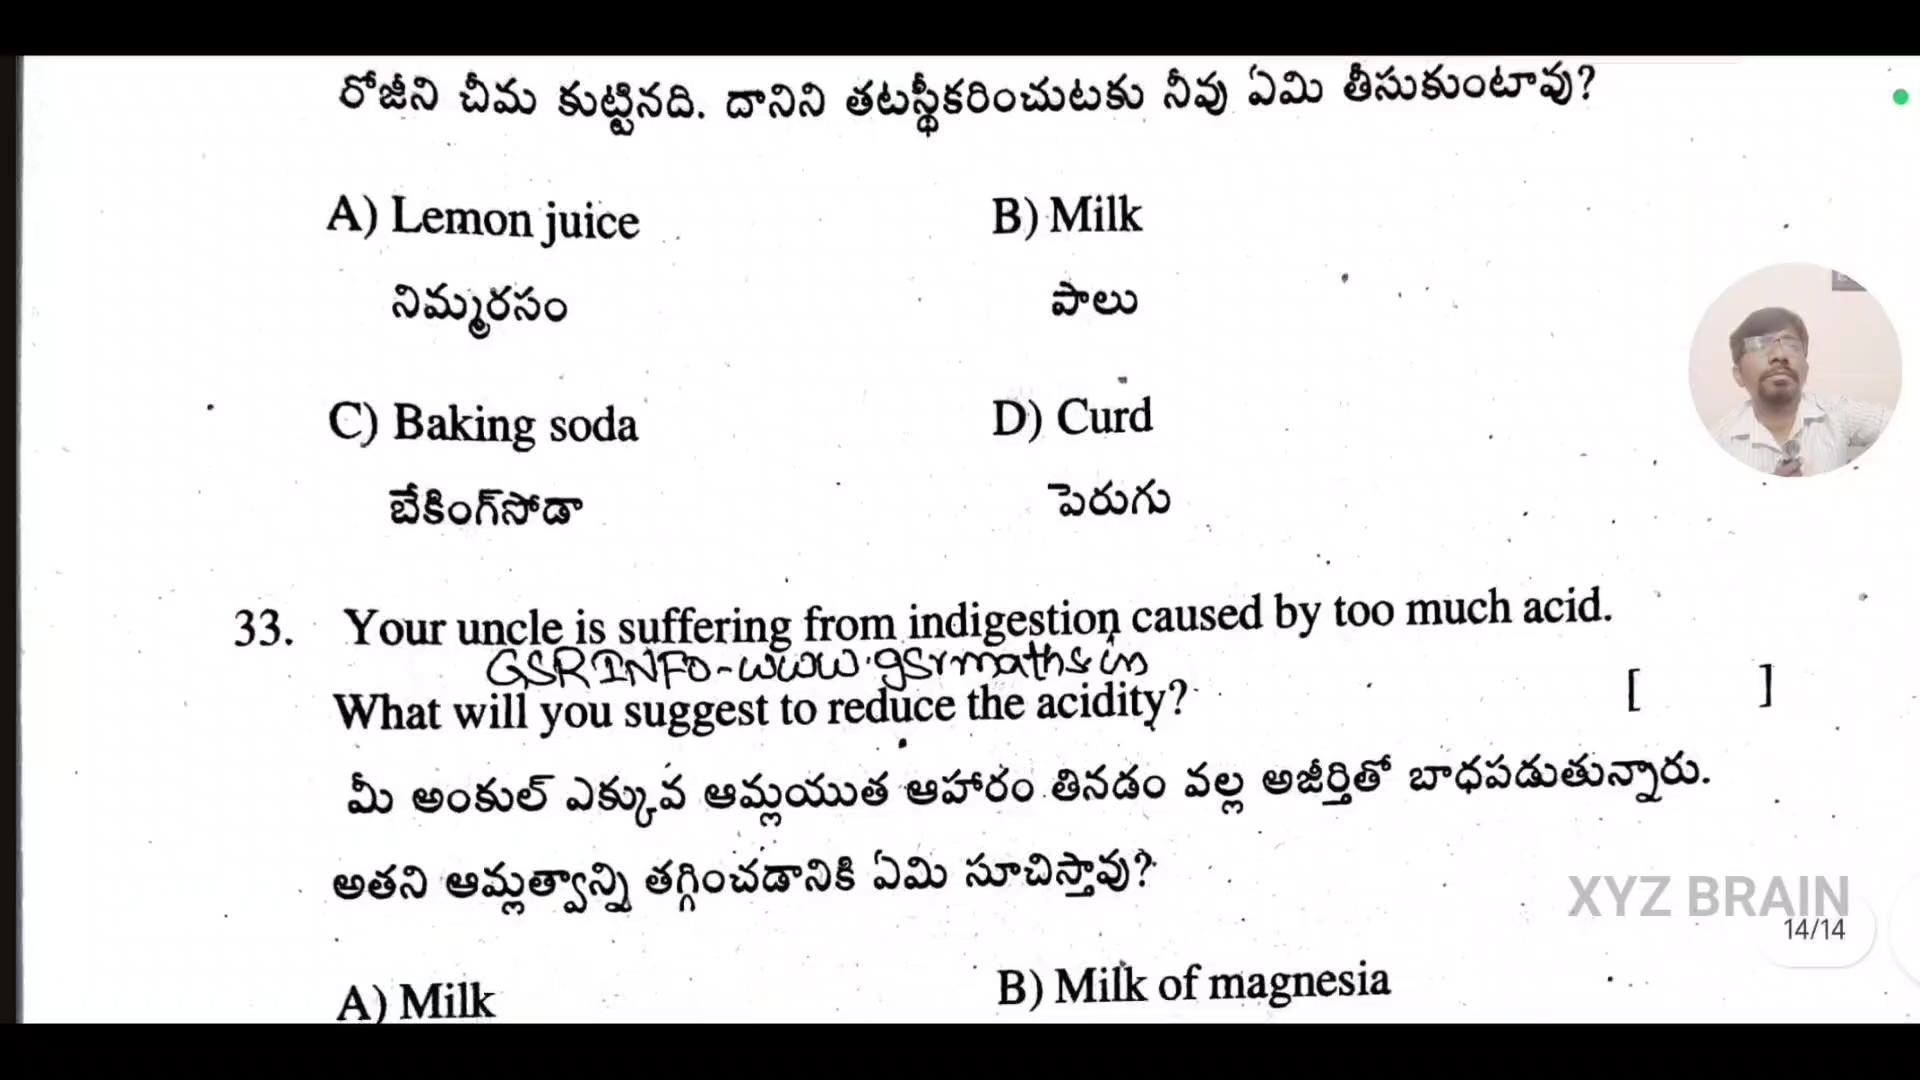 రోజీని చీమ కుట్టినది. దానిని తటస్థీకరించుటకు నీవు ఏమి తీసుకుంటావు?
A) Lemon juice B) Milk
నిమ్మరసం పాలు
C) Baking soda D) Curd
బేకింగ్‌సోడా పెరుగు
33. Your uncle is suffering from indigestion caused by too much acid.
GSRINFO-www.gsrmaths.in
What will you suggest to reduce the acidity? [ ]
మీ అంకుల్ ఎక్కువ ఆమ్లయుత ఆహారం తినడం వల్ల అజీర్తితో బాధపడుతున్నారు.
అతని ఆమ్లత్వాన్ని తగ్గించడానికి ఏమి సూచిస్తావు?
XYZ BRAIN
14/14
A) Milk B) Milk of magnesia